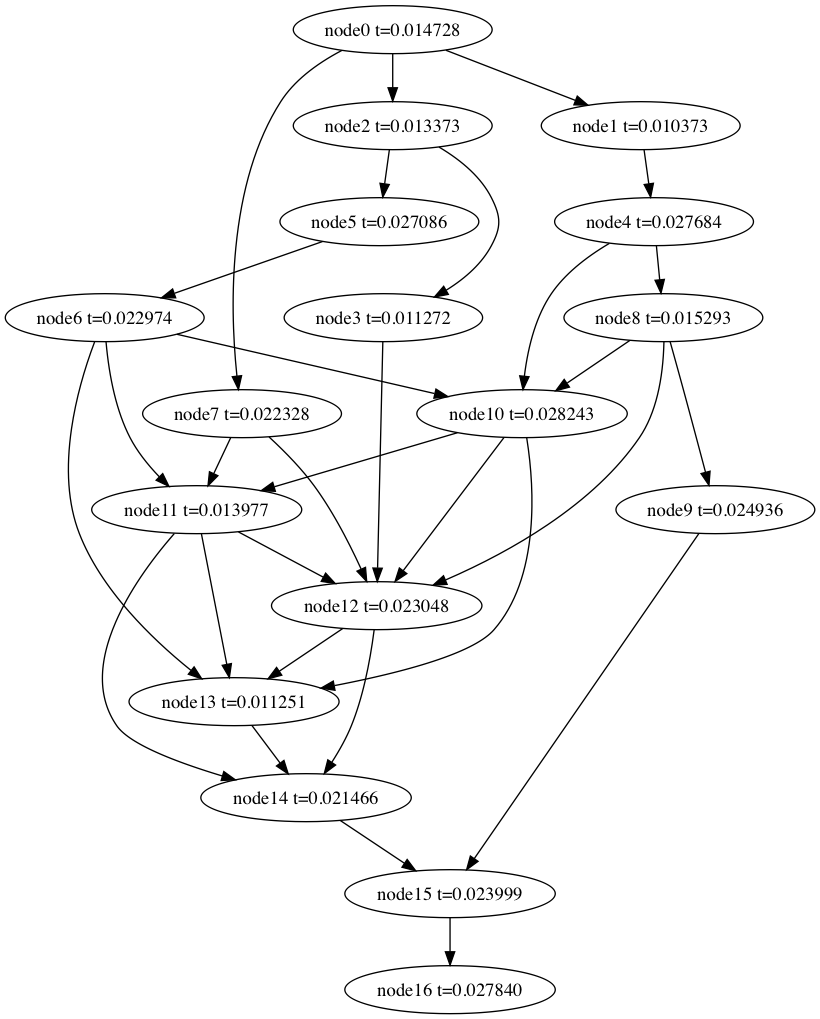 node0 t=0.014728
node2 t=0.013373
node1 t=0.010373
node5 t=0.027086
node4 t=0.027684
node6 t=0.022974
node3 t=0.011272
node8 t=0.015293
node7 t=0.022328
node10 t=0.028243
node11 t=0.013977
node9 t=0.024936
node12 t=0.023048
node13 t=0.011251
node14 t=0.021466
node15 t=0.023999
node16 t=0.027840